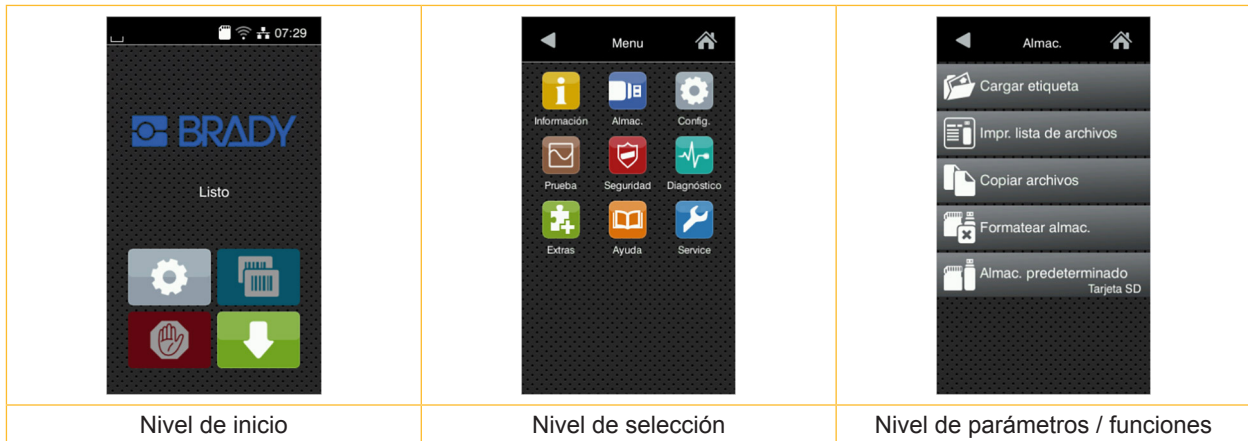 07:29
BRADY
Listo
Nivel de inicio
Menu
Información Almac. Config.
Prueba Seguridad Diagnóstico
Extras Ayuda Service
Nivel de selección
Almac.
Cargar etiqueta
Impr. lista de archivos
Copiar archivos
Formatear almac.
Almac. predeterminado
Tarjeta SD
Nivel de parámetros / funciones